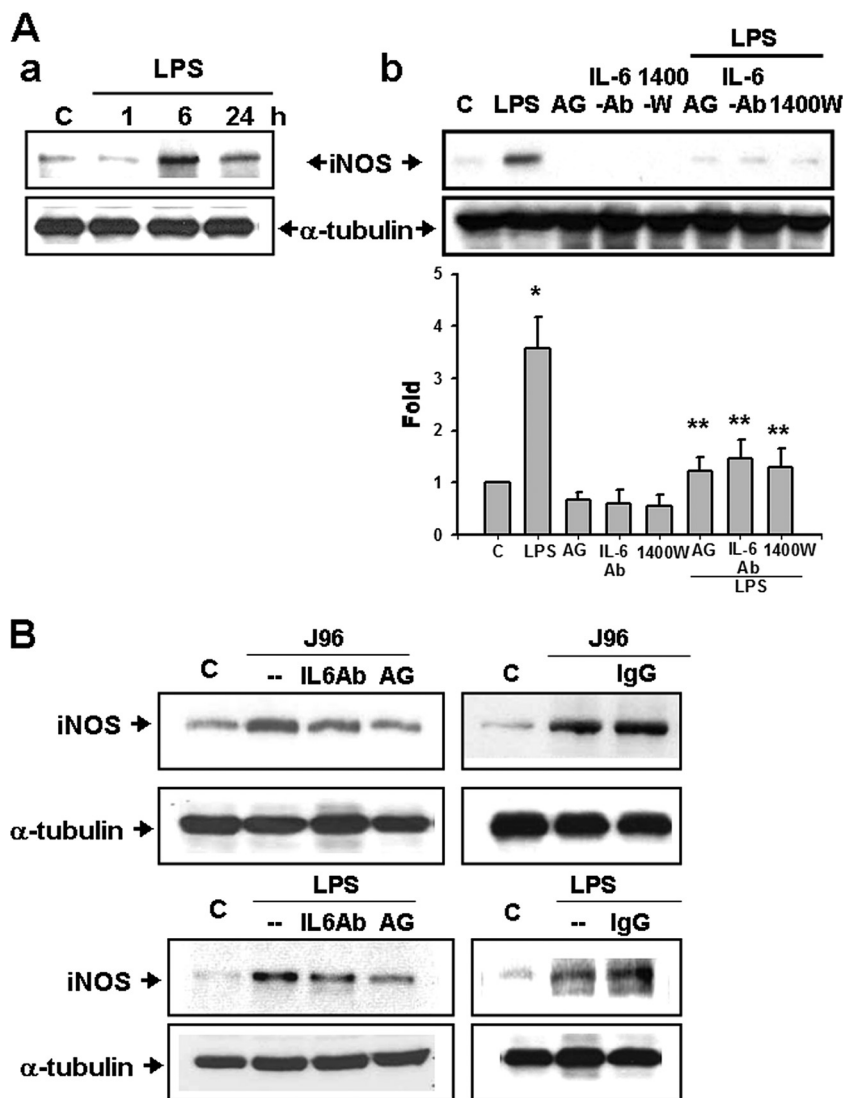 A
a
LPS
C 1 6 24 h
b
LPS
IL-6 1400 IL-6
C LPS AG -Ab -W AG -Ab 1400W
iNOS
α-tubulin
5
4
3
2
1
0
Fold
*
** ** **
C LPS AG IL-6 1400W AG IL-6 1400W
Ab Ab
LPS
B
J96
C -- IL6Ab AG
J96
C IgG
iNOS
α-tubulin
LPS
C -- IL6Ab AG
LPS
C -- IgG
iNOS
α-tubulin